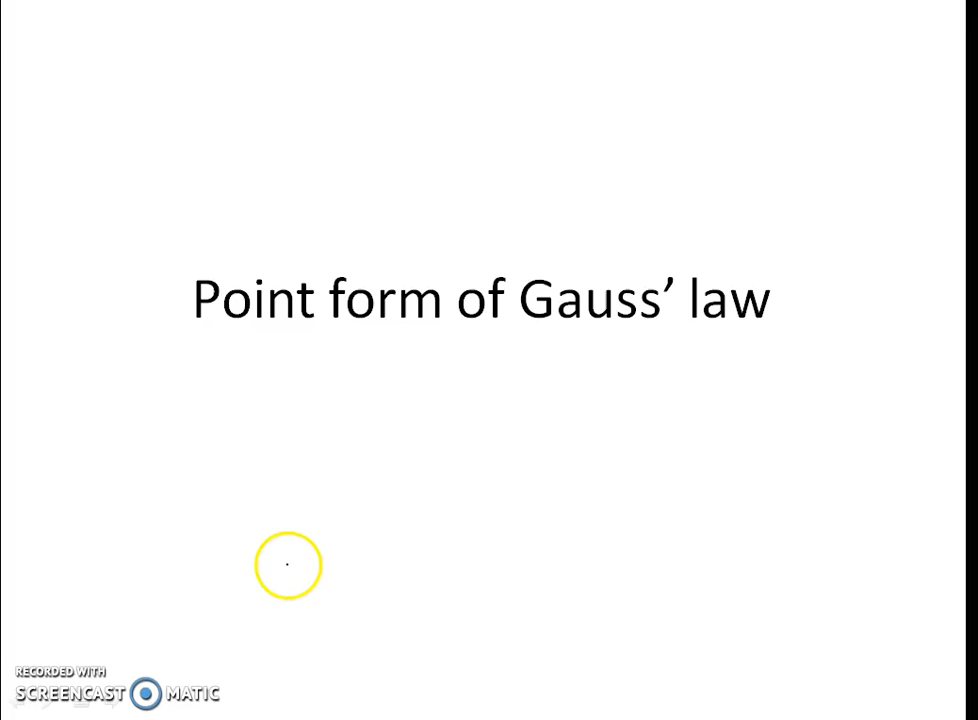 Point form of Gauss’ law
RECORDED WITH
SCREENCAST MATIC